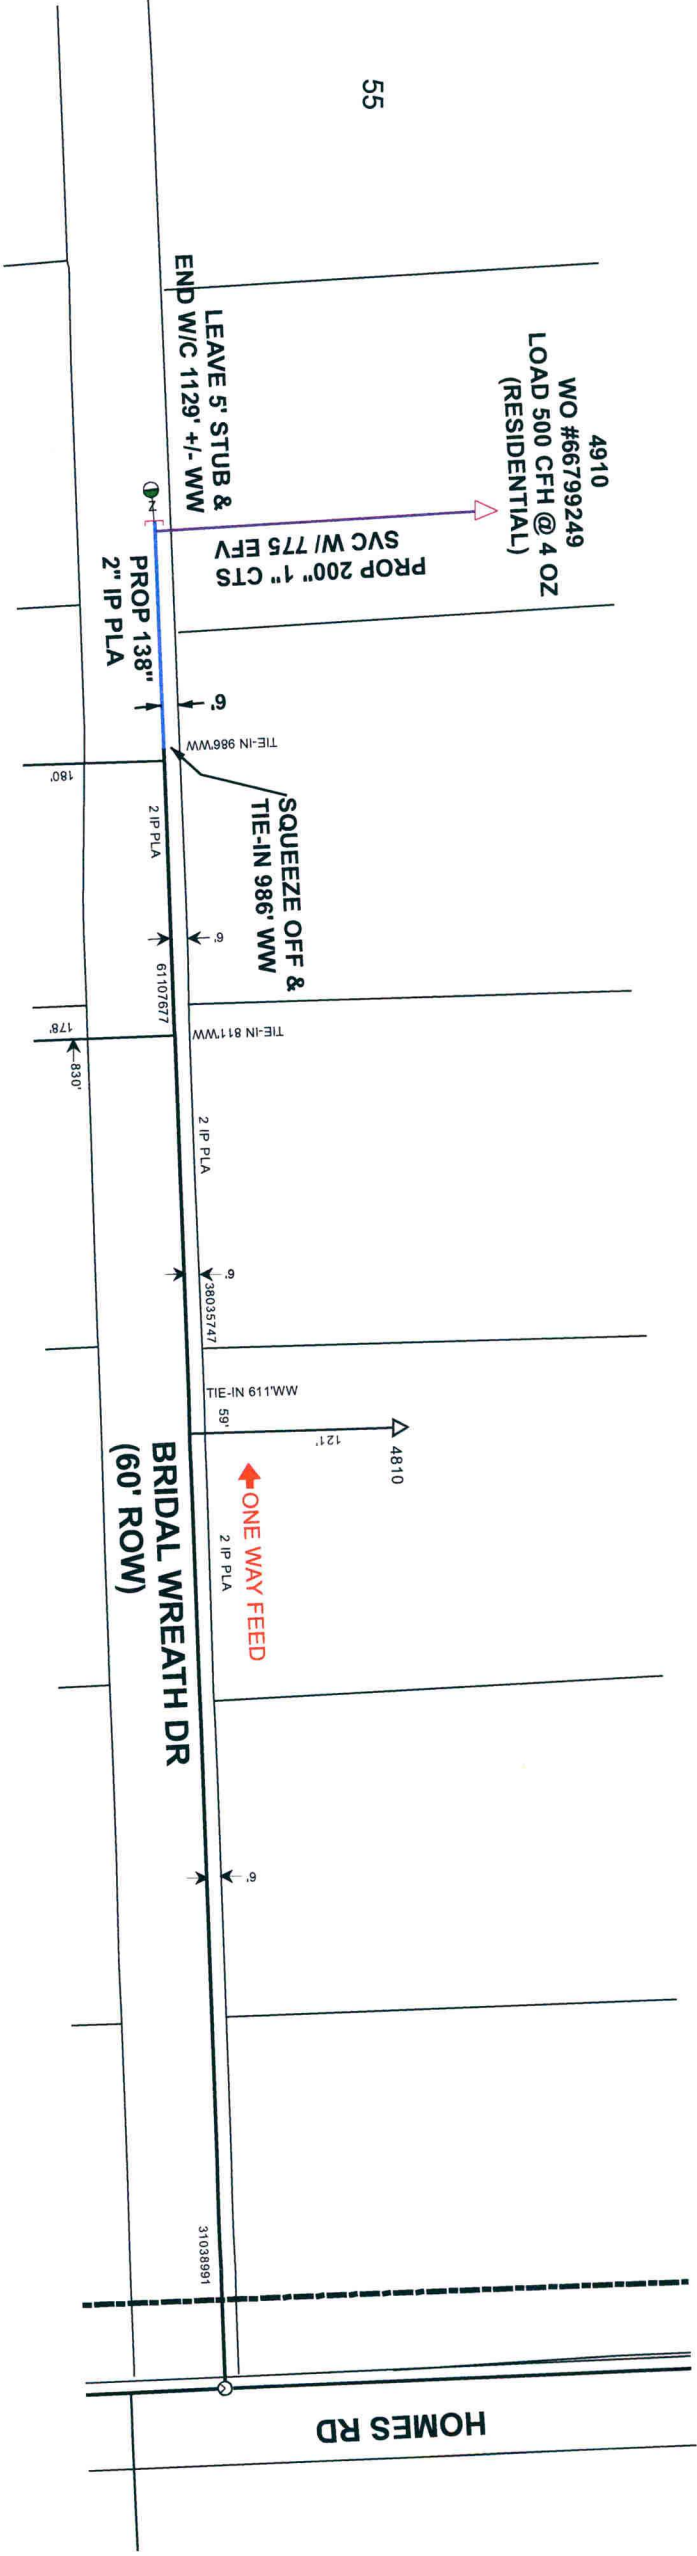 55
4910
WO #66799249
LOAD 500 CFH @ 4 OZ
(RESIDENTIAL)
LEAVE 5' STUB &
END W/C 1129' +/- WW
N
PROP 200" 1" CTS
SVC W/ 775 EFV
PROP 138"
2" IP PLA
6'
TIE-IN 986'WW
180'
SQUEEZE OFF &
TIE-IN 986' WW
2 IP PLA
6'
61107677
TIE-IN 811'WW
178'
830'
2 IP PLA
6'
38035747
TIE-IN 611'WW
59'
121'
4810
ONE WAY FEED
2 IP PLA
BRIDAL WREATH DR
(60' ROW)
6'
31038991
HOMES RD